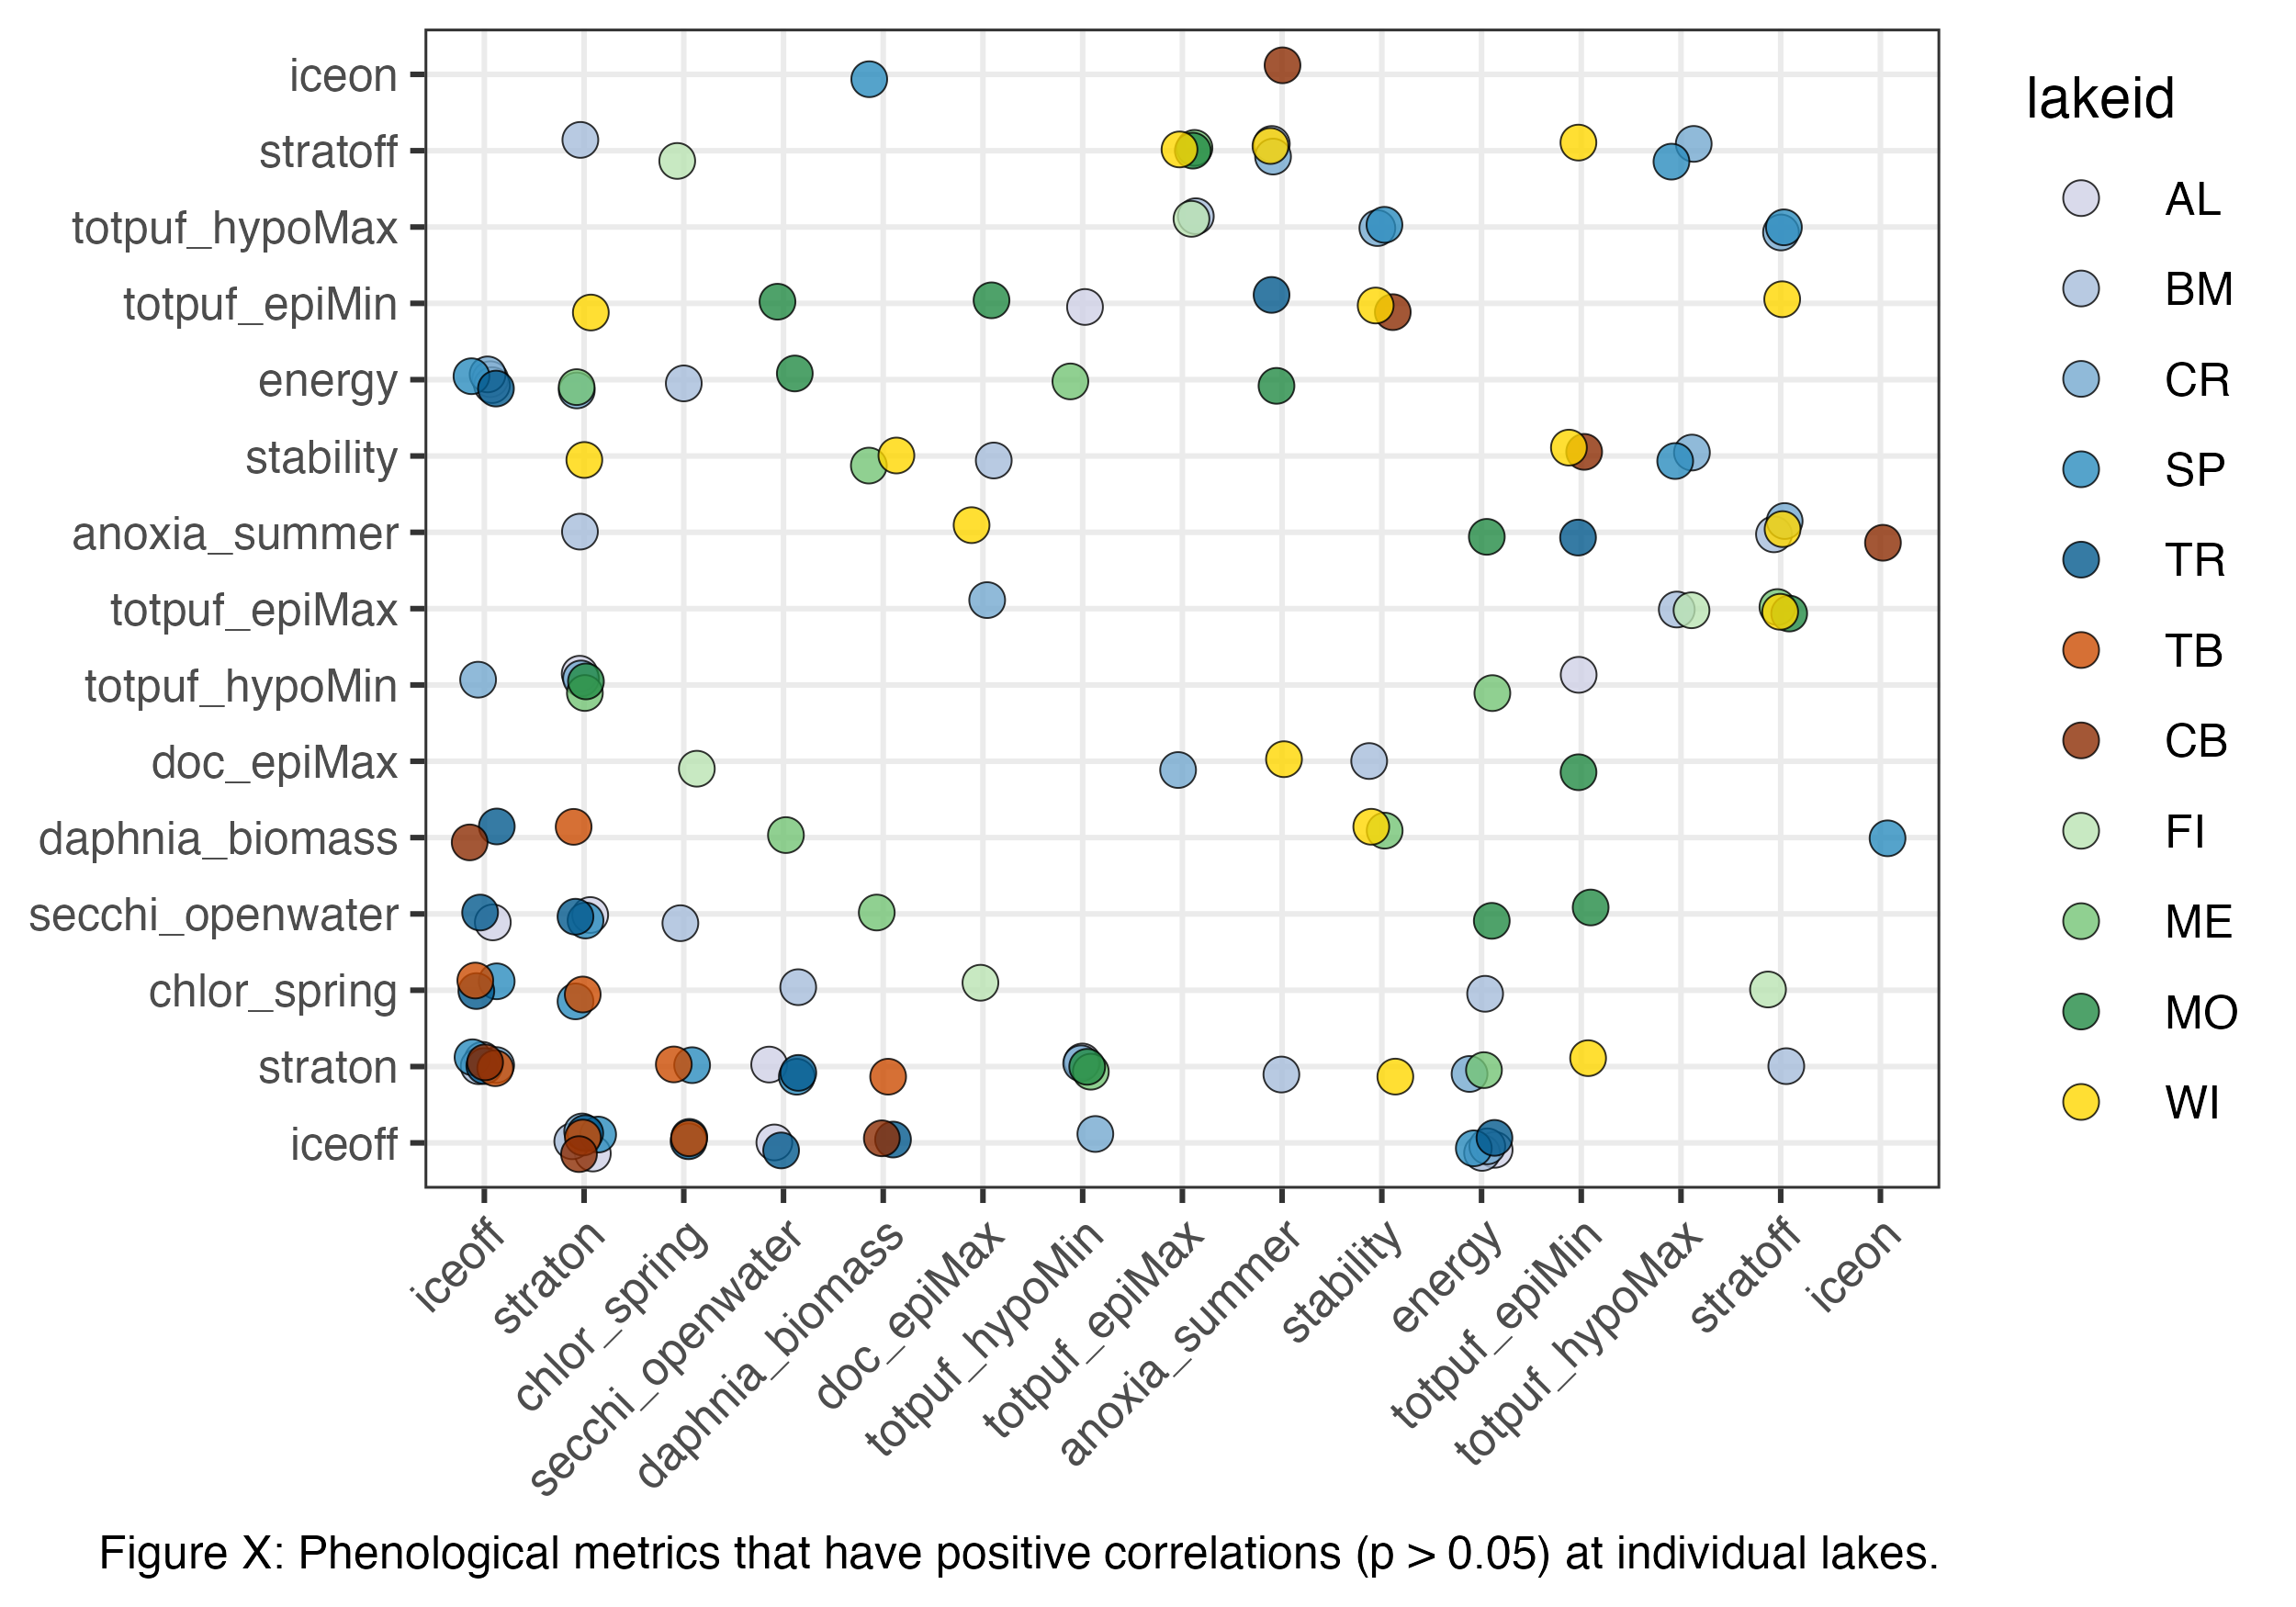 iceon
stratoff
totpuf_hypoMax
totpuf_epiMin
energy
stability
anoxia_summer
totpuf_epiMax
totpuf_hypoMin
doc_epiMax
daphnia_biomass
secchi_openwater
chlor_spring
straton
iceoff
iceoff
straton
chlor_spring
secchi_openwater
daphnia_biomass
doc_epiMax
totpuf_hypoMin
totpuf_epiMax
anoxia_summer
stability
energy
totpuf_epiMin
totpuf_hypoMax
stratoff
iceon
lakeid
AL
BM
CR
SP
TR
TB
CB
FI
ME
MO
WI
Figure X: Phenological metrics that have positive correlations (p > 0.05) at individual lakes.